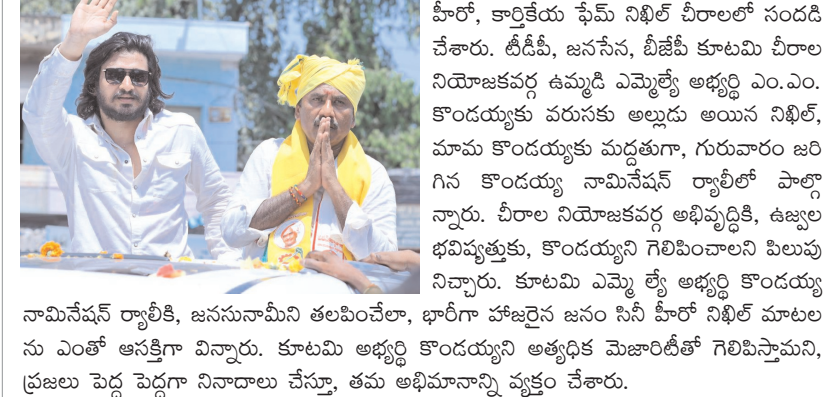 హీరో, కార్తికేయ ఫేమ్ నిఖిల్ చీరాలలో సందడి
చేశారు. టీడీపీ, జనసేన, బీజేపీ కూటమి చీరాల
నియోజకవర్గ ఉమ్మడి ఎమ్మెల్యే అభ్యర్థి ఎం.ఎం.
కొండయ్యకు వరుసకు అల్లుడు అయిన నిఖిల్,
మామ కొండయ్యకు మద్దతుగా, గురువారం జరి
గిన కొండయ్య నామినేషన్ ర్యాలీలో పాల్గొ
న్నారు. చీరాల నియోజకవర్గ అభివృద్ధికి, ఉజ్వల
భవిష్యత్తుకు, కొండయ్యని గెలిపించాలని పిలుపు
నిచ్చారు. కూటమి ఎమ్మె ల్యే అభ్యర్థి కొండయ్య
నామినేషన్ ర్యాలీకి, జనసునామీని తలపించేలా, భారీగా హాజరైన జనం సినీ హీరో నిఖిల్ మాటల
ను ఎంతో ఆసక్తిగా విన్నారు. కూటమి అభ్యర్థి కొండయ్యని అత్యధిక మెజారిటీతో గెలిపిస్తామని,
ప్రజలు పెద్ద పెద్దగా నినాదాలు చేస్తూ, తమ అభిమానాన్ని వ్యక్తం చేశారు.